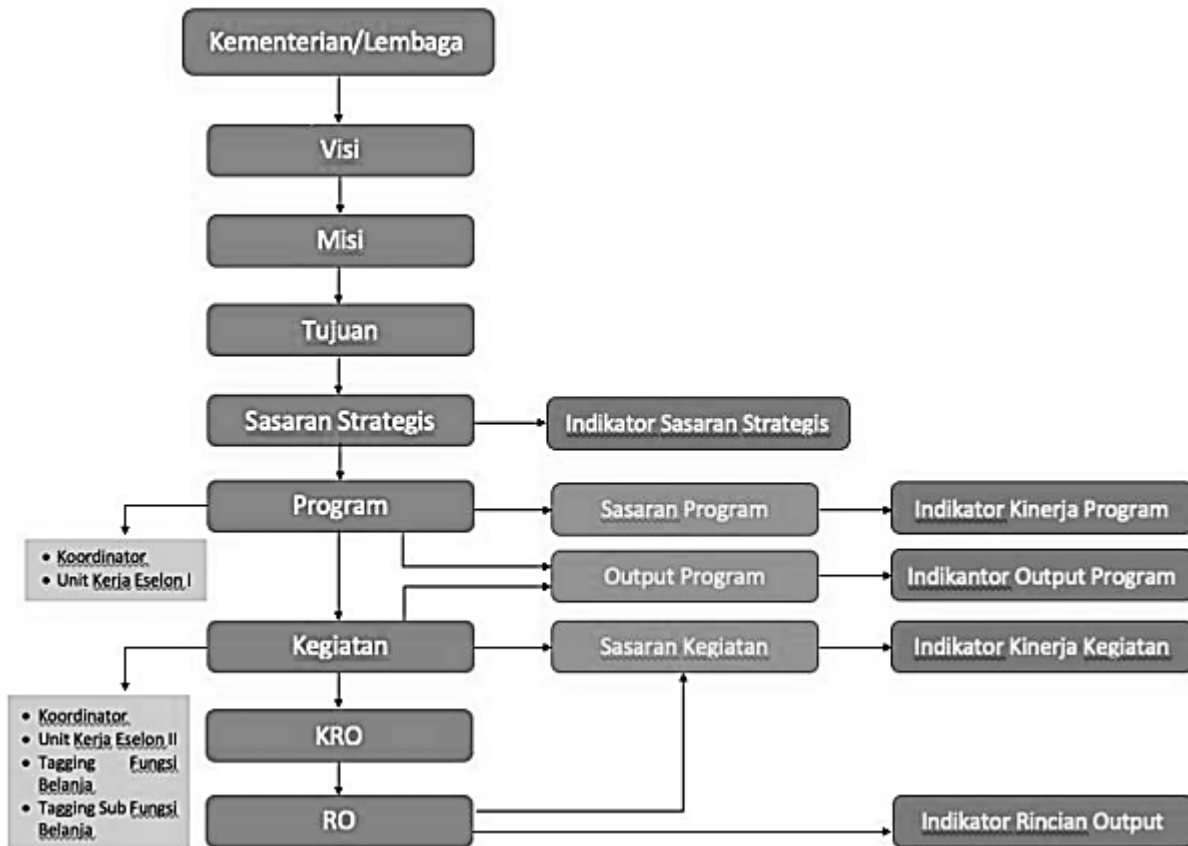 Kementerian/Lembaga
Visi
Misi
Tujuan
Sasaran Strategis
Indikator Sasaran Strategis
Program
Sasaran Program
Indikator Kinerja Program
• Koordinator
• Unit Kerja Eselon I
Output Program
Indikantor Output Program
Kegiatan
Sasaran Kegiatan
Indikator Kinerja Kegiatan
• Koordinator
• Unit Kerja Eselon II
• Tagging Fungsi
Belanja
• Tagging Sub Fungsi
Belanja
KRO
RO
Indikator Rincian Output